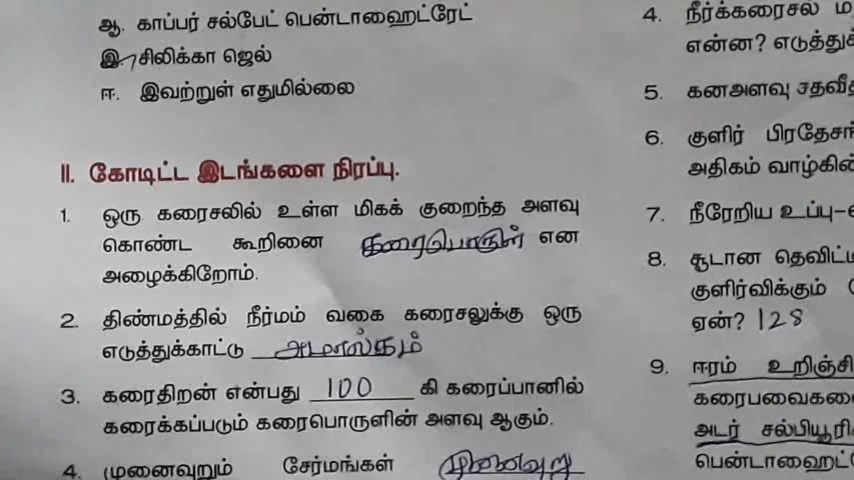 ஆ. காப்பர் சல்பேட் பென்டாஹைட்ரேட்
இ. சிலிக்கா ஜெல்
ஈ. இவற்றுள் எதுமில்லை
II. கோடிட்ட இடங்களை நிரப்பு.
1. ஒரு கரைசலில் உள்ள மிகக் குறைந்த அளவு
கொண்ட கூறினை கரைபொருள் என
அழைக்கிறோம்.
2. திண்மத்தில் நீர்மம் வகை கரைசலுக்கு ஒரு
எடுத்துக்காட்டு அமால்கம்
3. கரைதிறன் என்பது 100 கி கரைப்பானில்
கரைக்கப்படும் கரைபொருளின் அளவு ஆகும்.
4. முனைவுறும் சேர்மங்கள் முனைவுறு
4. நீர்க்கரைசல்
என்ன? எடுத்துக்
5. கனஅளவு சதவீத
6. குளிர் பிரதேசங்
அதிகம் வாழ்கின்
7. நீரேறிய உப்பு-
8. சூடான தெவிட்
குளிர்விக்கும்
ஏன்? 128
9. ஈரம் உறிஞ்சி
கரைபவைகளை
அடர் சல்பியூரி
பென்டாஹைட்ரே